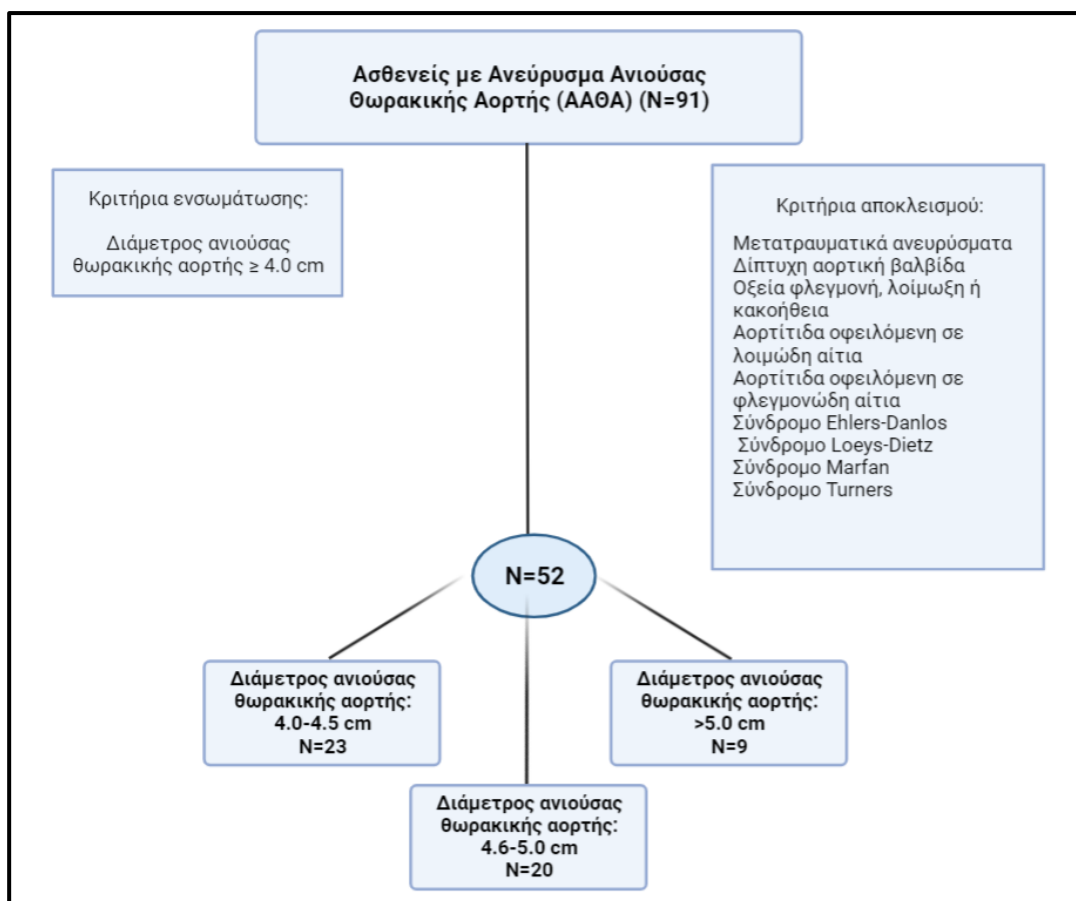 Ασθενείς με Ανεύρυσμα Ανιούσας
Θωρακικής Αορτής (ΑΑΘΑ) (N=91)
Κριτήρια ενσωμάτωσης:
Διάμετρος ανιούσας
θωρακικής αορτής ≥ 4.0 cm
Κριτήρια αποκλεισμού:
Μετατραυματικά ανευρύσματα
Δίπτυχη αορτική βαλβίδα
Οξεία φλεγμονή, λοίμωξη ή
κακοήθεια
Αορτίτιδα οφειλόμενη σε
λοιμώδη αίτια
Αορτίτιδα οφειλόμενη σε
φλεγμονώδη αίτια
Σύνδρομο Ehlers-Danlos
Σύνδρομο Loeys-Dietz
Σύνδρομο Marfan
Σύνδρομο Turners
N=52
Διάμετρος ανιούσας
θωρακικής αορτής:
4.0-4.5 cm
N=23
Διάμετρος ανιούσας
θωρακικής αορτής:
4.6-5.0 cm
N=20
Διάμετρος ανιούσας
θωρακικής αορτής:
>5.0 cm
N=9